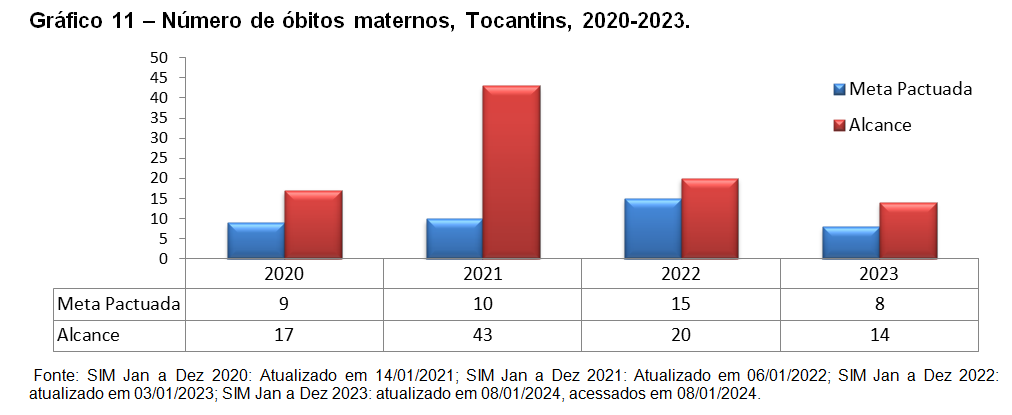 Gráfico 11 – Número de óbitos maternos, Tocantins, 2020-2023.
50
45
40
35
30
25
20
15
10
5
0
Meta Pactuada
Alcance
2020 2021 2022 2023
Meta Pactuada 9 10 15 8
Alcance 17 43 20 14
Fonte: SIM Jan a Dez 2020: Atualizado em 14/01/2021; SIM Jan a Dez 2021: Atualizado em 06/01/2022; SIM Jan a Dez 2022:
atualizado em 03/01/2023; SIM Jan a Dez 2023: atualizado em 08/01/2024, acessados em 08/01/2024.